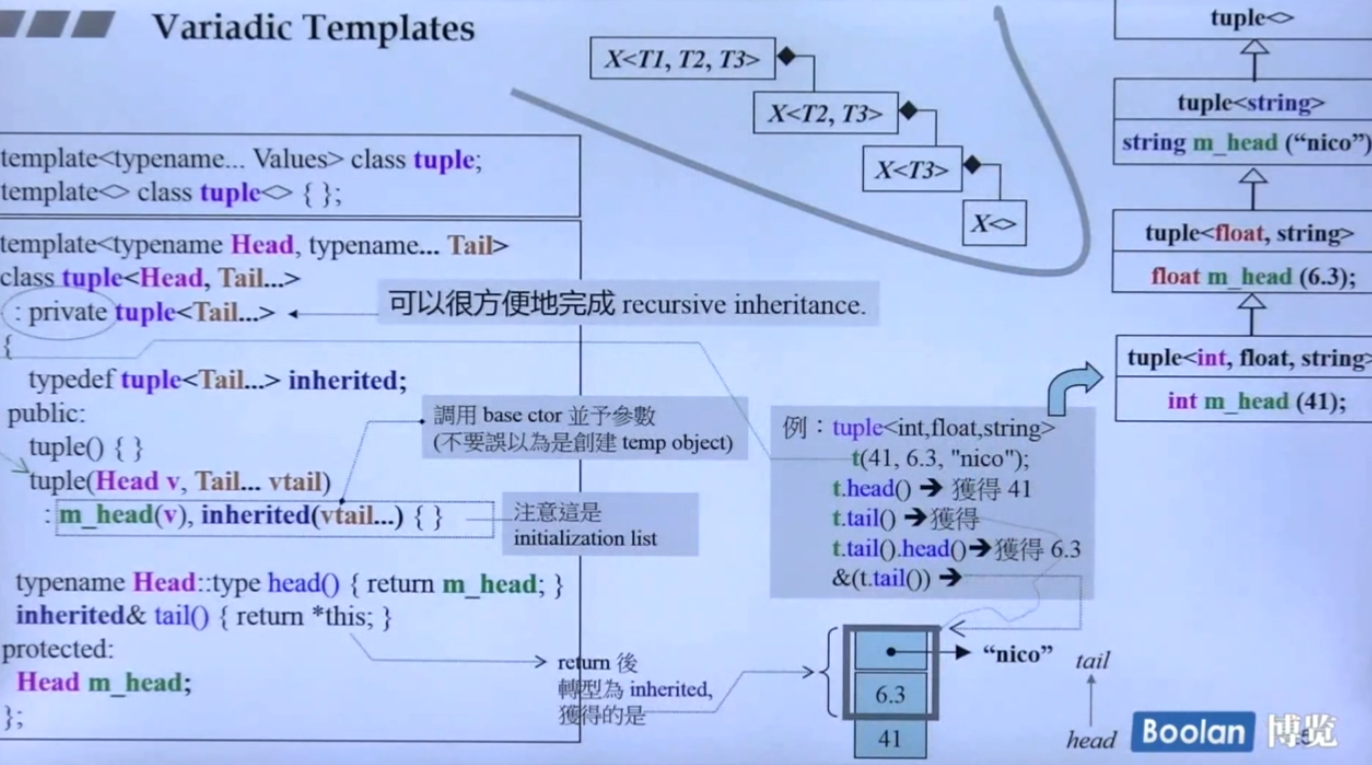 Variadic Templates
X<T1, T2, T3>
X<T2, T3>
X<T3>
X<>
tuple<>
tuple<string>
string m_head (“nico”)
tuple<float, string>
float m_head (6.3);
tuple<int, float, string>
int m_head (41);
template<typename... Values> class tuple;
template<> class tuple<> { };
template<typename Head, typename... Tail>
class tuple<Head, Tail...>
: private tuple<Tail...>
可以很方便地完成 recursive inheritance.
{
typedef tuple<Tail...> inherited;
public:
tuple() { }
tuple(Head v, Tail... vtail)
: m_head(v), inherited(vtail...) { }
調用 base ctor 並予參數
(不要誤以為是創建 temp object)
注意這是
initialization list
typename Head::type head() { return m_head; }
inherited& tail() { return *this; }
protected:
Head m_head;
};
return 後
轉型為 inherited,
獲得的是
例：tuple<int,float,string>
t(41, 6.3, "nico");
t.head() ➔ 獲得 41
t.tail() ➔獲得
t.tail().head()➔獲得 6.3
&(t.tail()) ➔
“nico”
6.3
41
tail
head
Boolan 博览